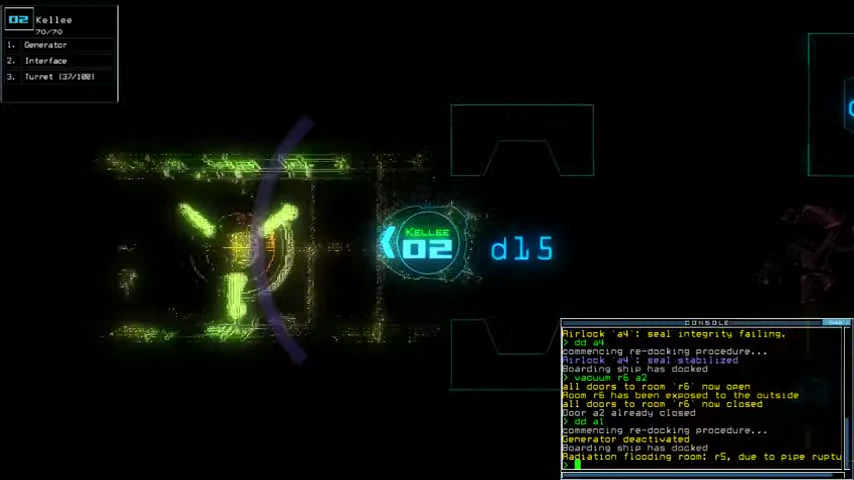 02 Kellee
70/70
1. Generator
2. Interface
3. Turret (37/100)
KELLEE
02
d15
CONSOLE
Airlock 'a4': seal integrity failing.
> dd a4
commencing re-docking procedure...
Airlock 'a4': seal stabilized
Boarding ship has docked
> vacuum r6 a2
all doors to room 'r6' now open
Room r6 has been exposed to the outside
all doors to room 'r6' now closed
Door a2 already closed
> dd a1
commencing re-docking procedure...
Generator deactivated
Boarding ship has docked
Radiation flooding room: r5, due to pipe ruptu
>